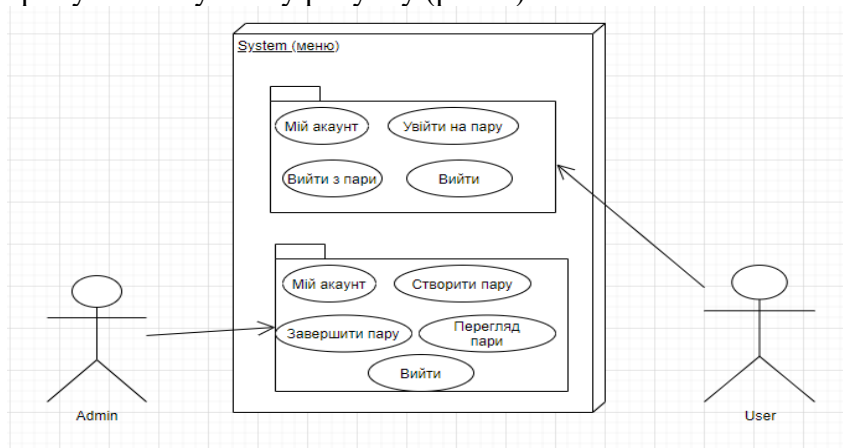 System (меню)
Мій акаунт
Увійти на пару
Вийти з пари
Вийти
Мій акаунт
Створити пару
Завершити пару
Перегляд
пари
Вийти
Admin
User